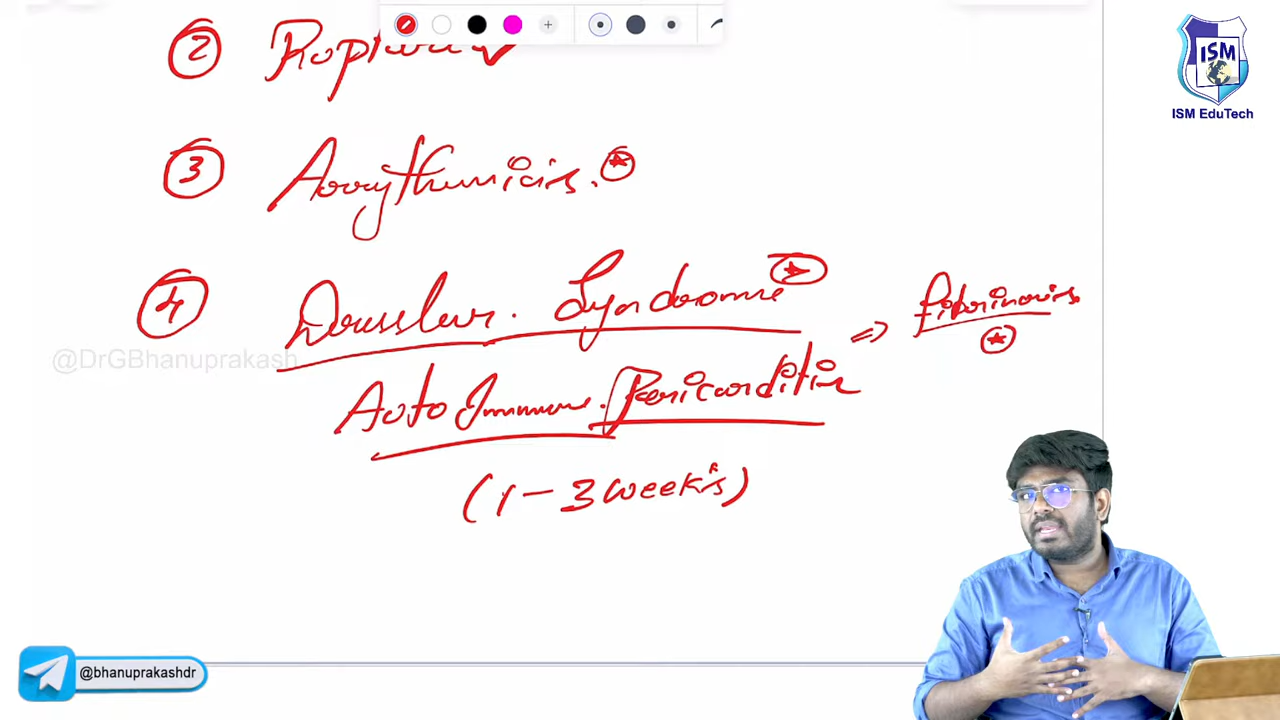 ② Rupture ✓
ISM
ISM EduTech
③ Arrythmias.
④ Dressler's. Syndrome
⇒ fibrinous
@DrGBhanuprakash
Auto Immune. Pericarditis
(1-3 weeks)
@bhanuprakashdr